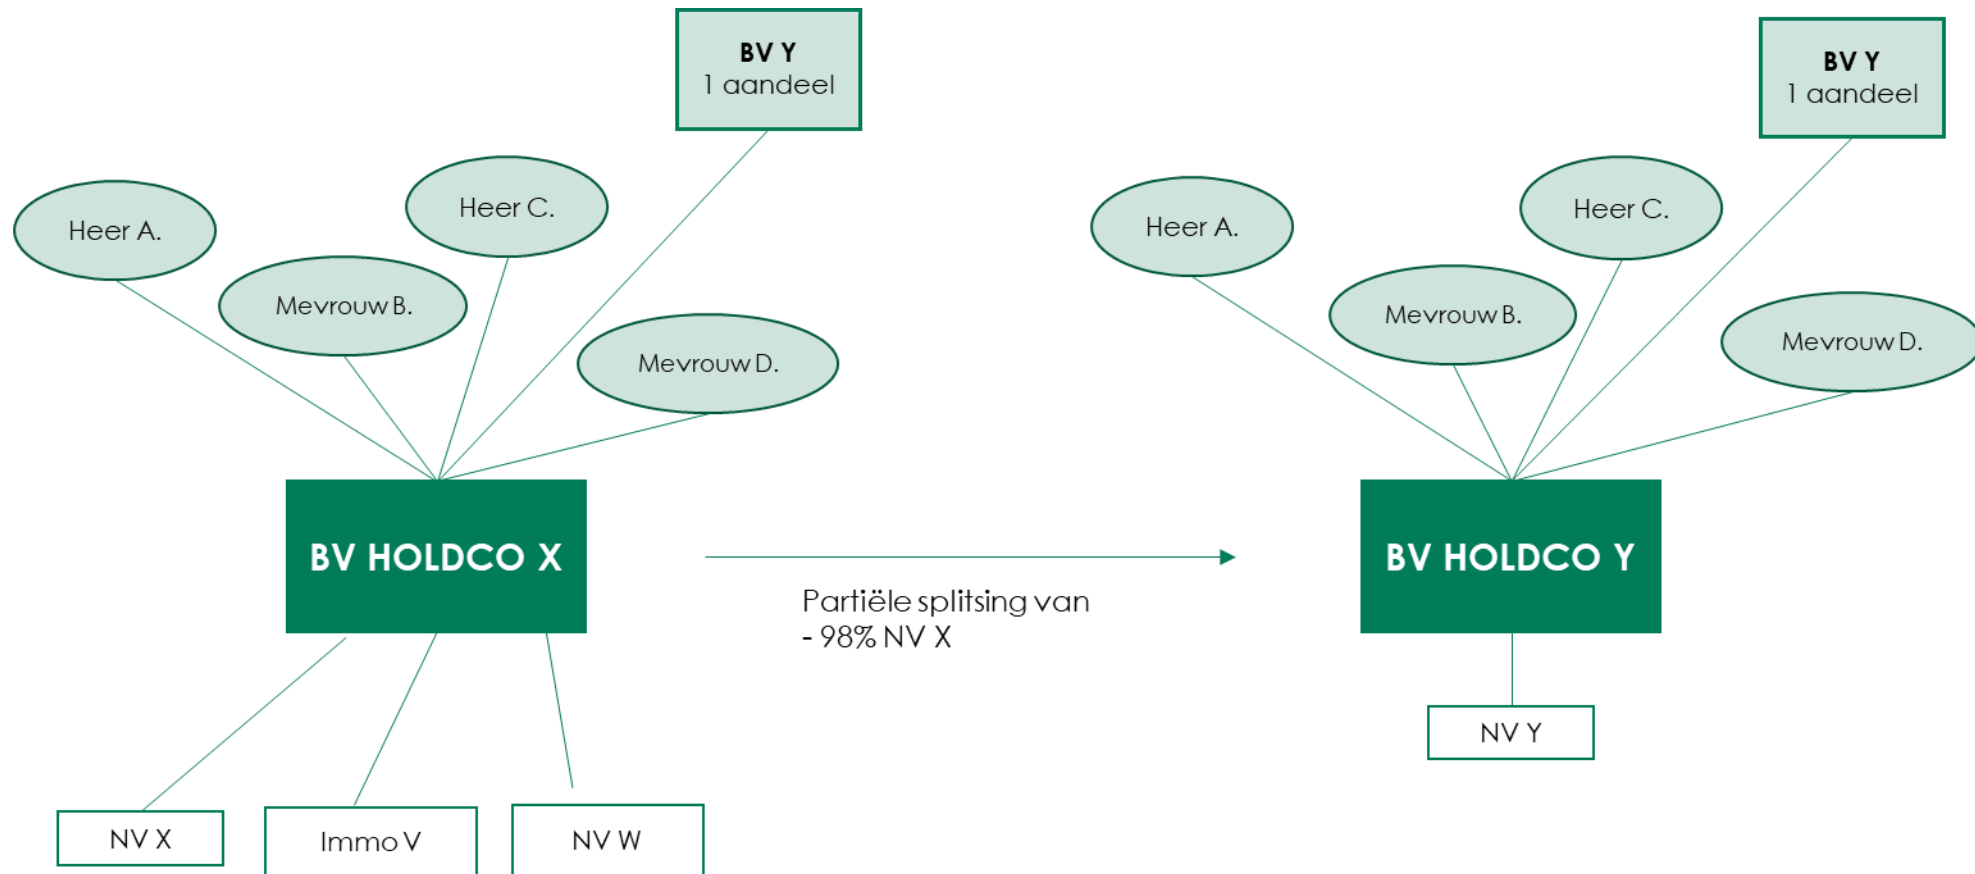 BV Y
1 aandeel
Heer A.
Mevrouw B.
Heer C.
Mevrouw D.
BV HOLDCO X
NV X
Immo V
NV W
Partiële splitsing van
- 98% NV X
BV Y
1 aandeel
Heer A.
Mevrouw B.
Heer C.
Mevrouw D.
BV HOLDCO Y
NV Y